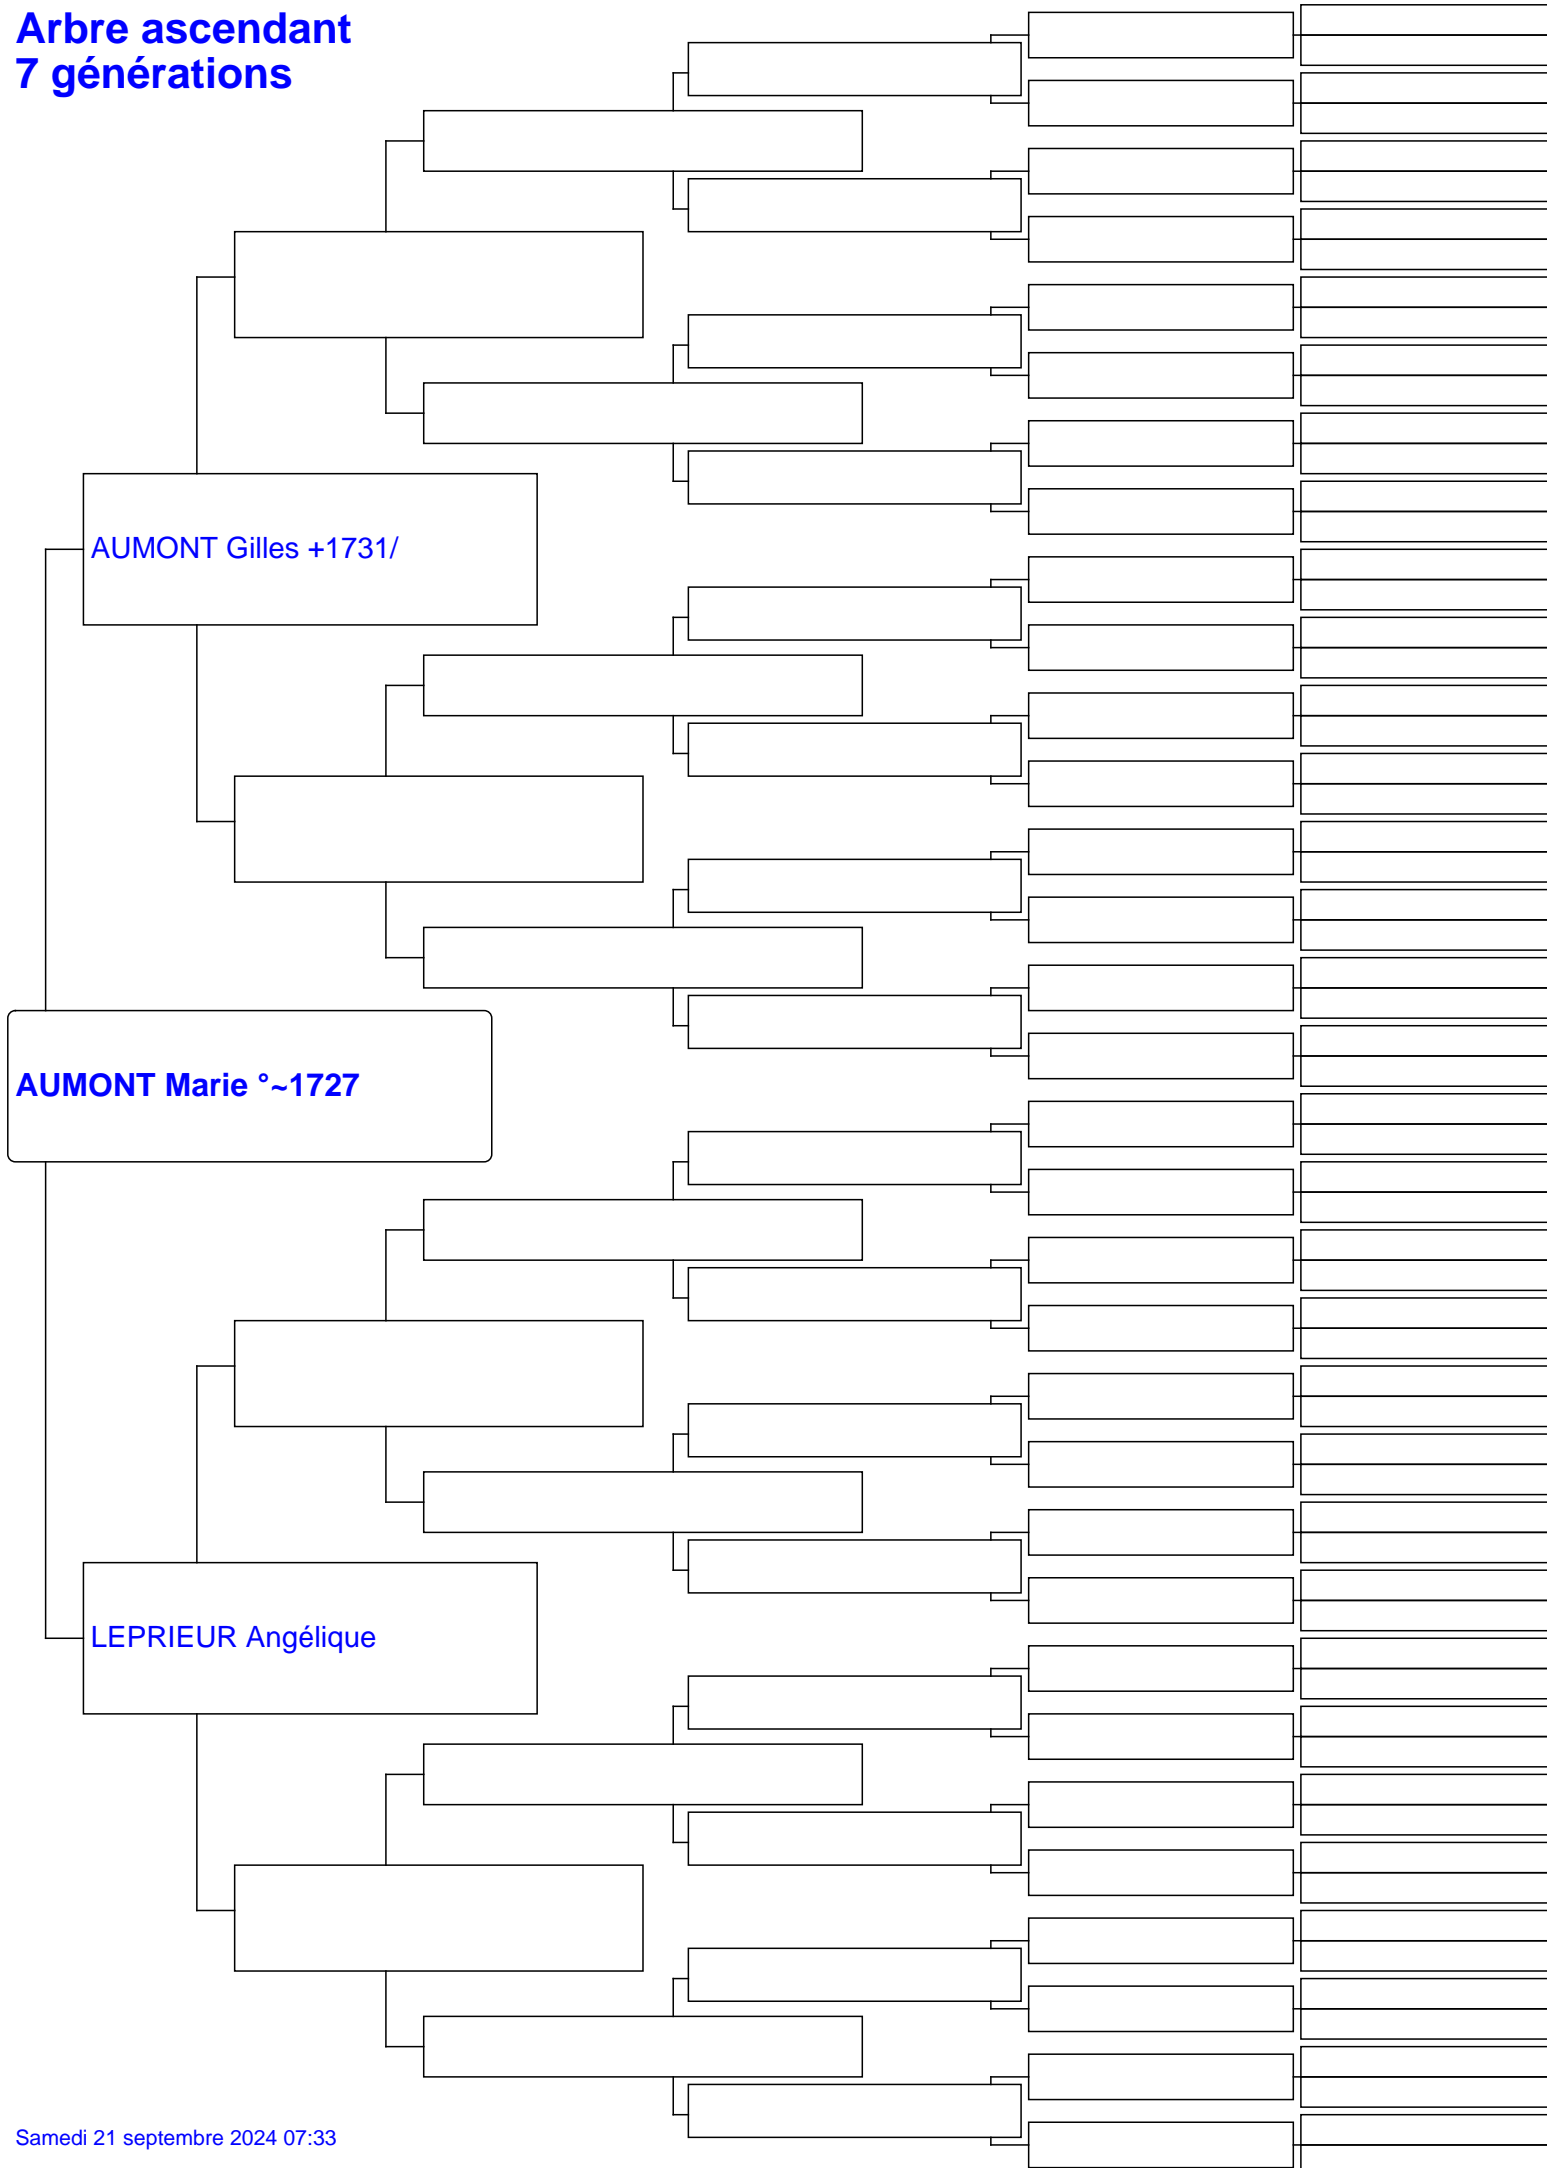 Arbre ascendant
7 générations
AUMONT Gilles +1731/
AUMONT Marie °~1727
LEPRIEUR Angélique
Samedi 21 septembre 2024 07:33